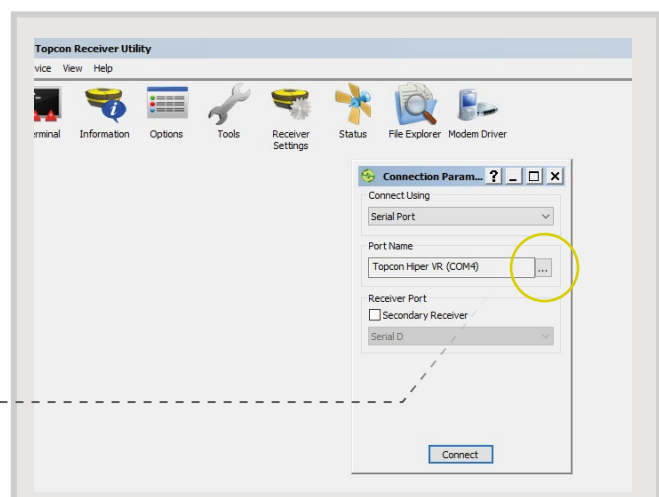 Topcon Receiver Utility
vice View Help
erminal Information Options Tools Receiver Settings Status File Explorer Modem Driver
Connection Param... ?
Connect Using
Serial Port
Port Name
Topcon Hiper VR (COM4) ...
Receiver Port
Secondary Receiver
Serial D
Connect